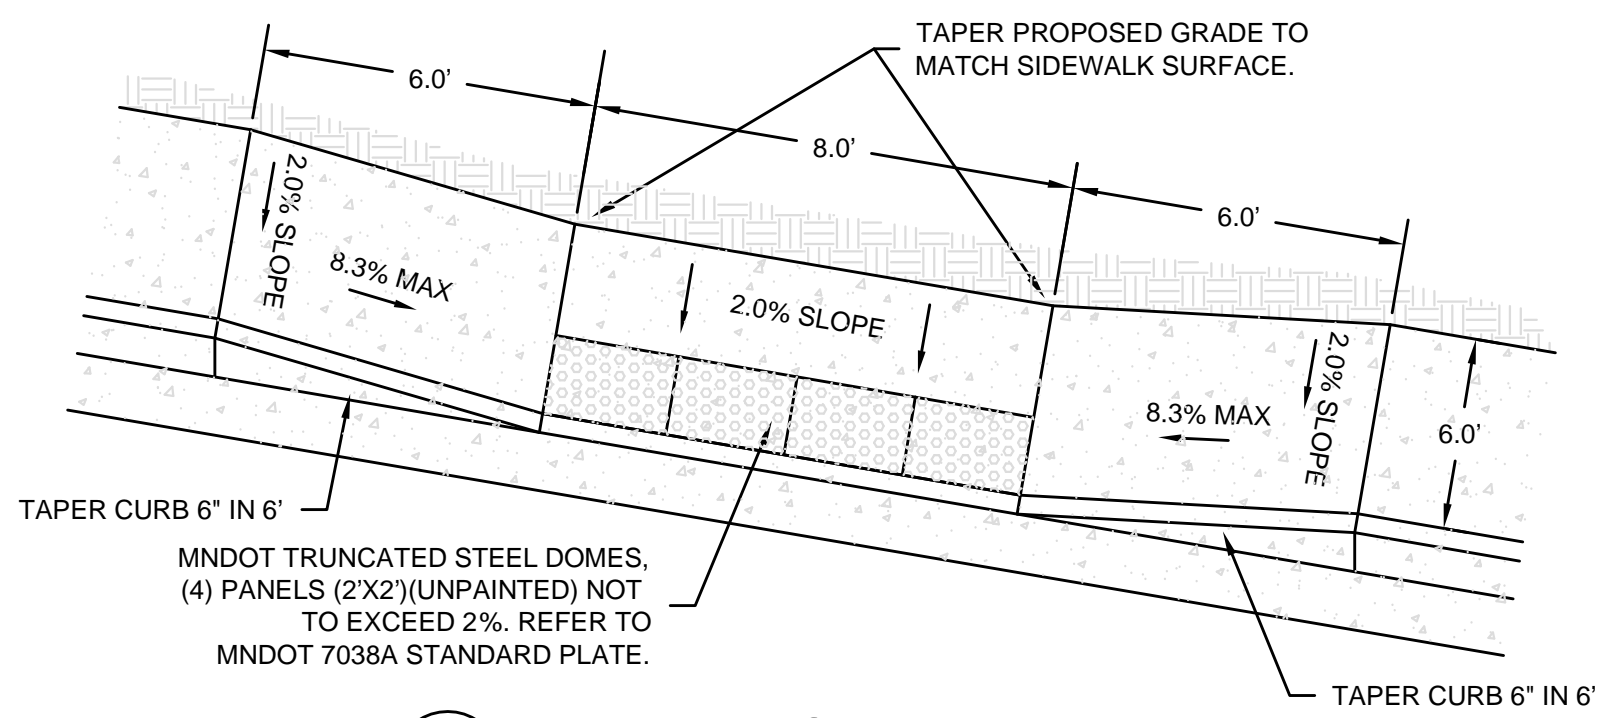 TAPER PROPOSED GRADE TO
MATCH SIDEWALK SURFACE.
6.0’
8.0’
6.0’
2.0% SLOPE
8.3% MAX
2.0% SLOPE
8.3% MAX
2.0% SLOPE
6.0’
TAPER CURB 6" IN 6’
MNDOT TRUNCATED STEEL DOMES,
(4) PANELS (2’X2’)(UNPAINTED) NOT
TO EXCEED 2%. REFER TO
MNDOT 7038A STANDARD PLATE.
TAPER CURB 6" IN 6’